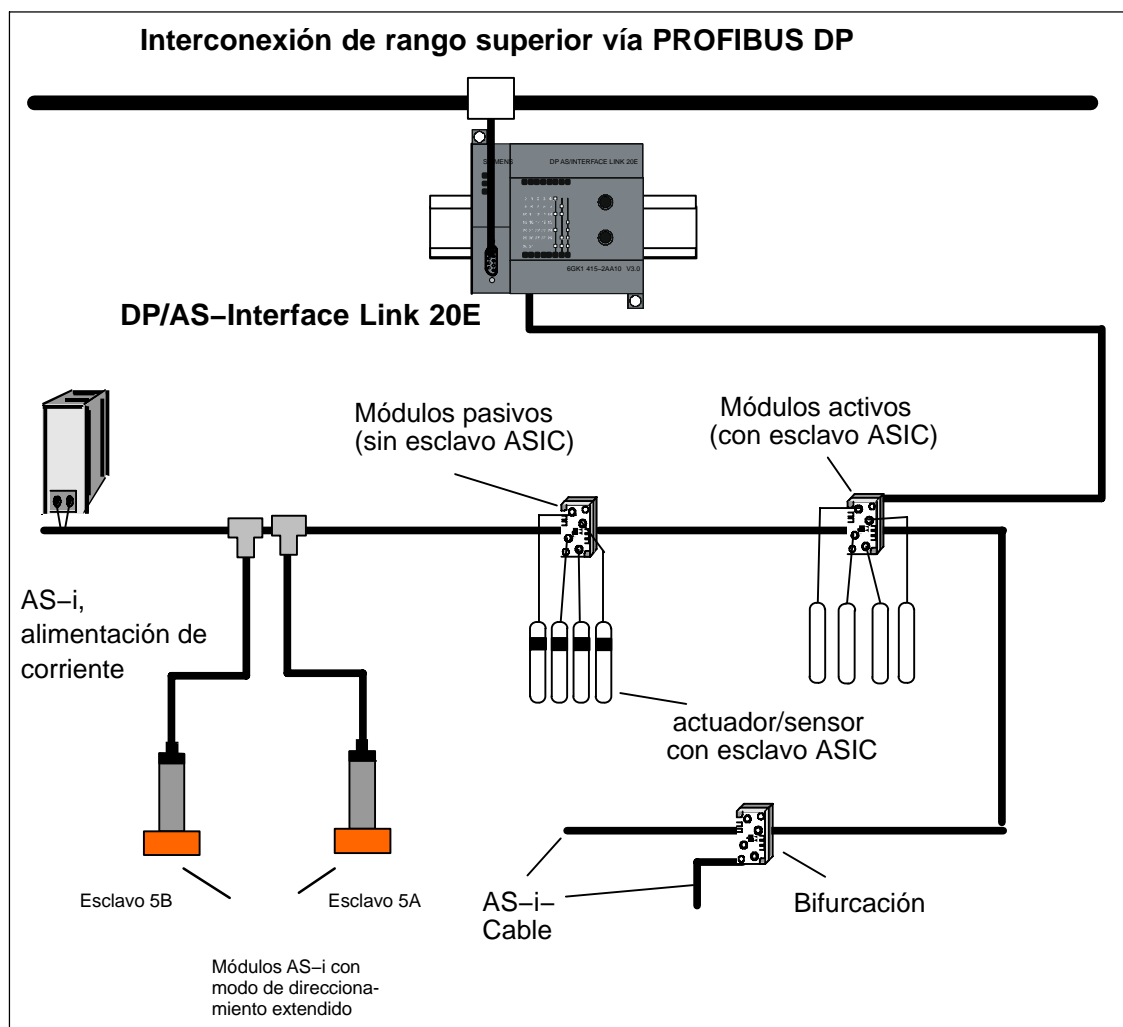 Interconexión de rango superior vía PROFIBUS DP
DP AS/INTERFACE LINK 20E
6GK1 415–2AA10 V3.0
DP/AS–Interface Link 20E
Módulos pasivos
(sin esclavo ASIC)
Módulos activos
(con esclavo ASIC)
AS–i,
alimentación de
corriente
actuador/sensor
con esclavo ASIC
Esclavo 5B
Esclavo 5A
AS–i–
Cable
Bifurcación
Módulos AS–i con
modo de direcciona-
miento extendido